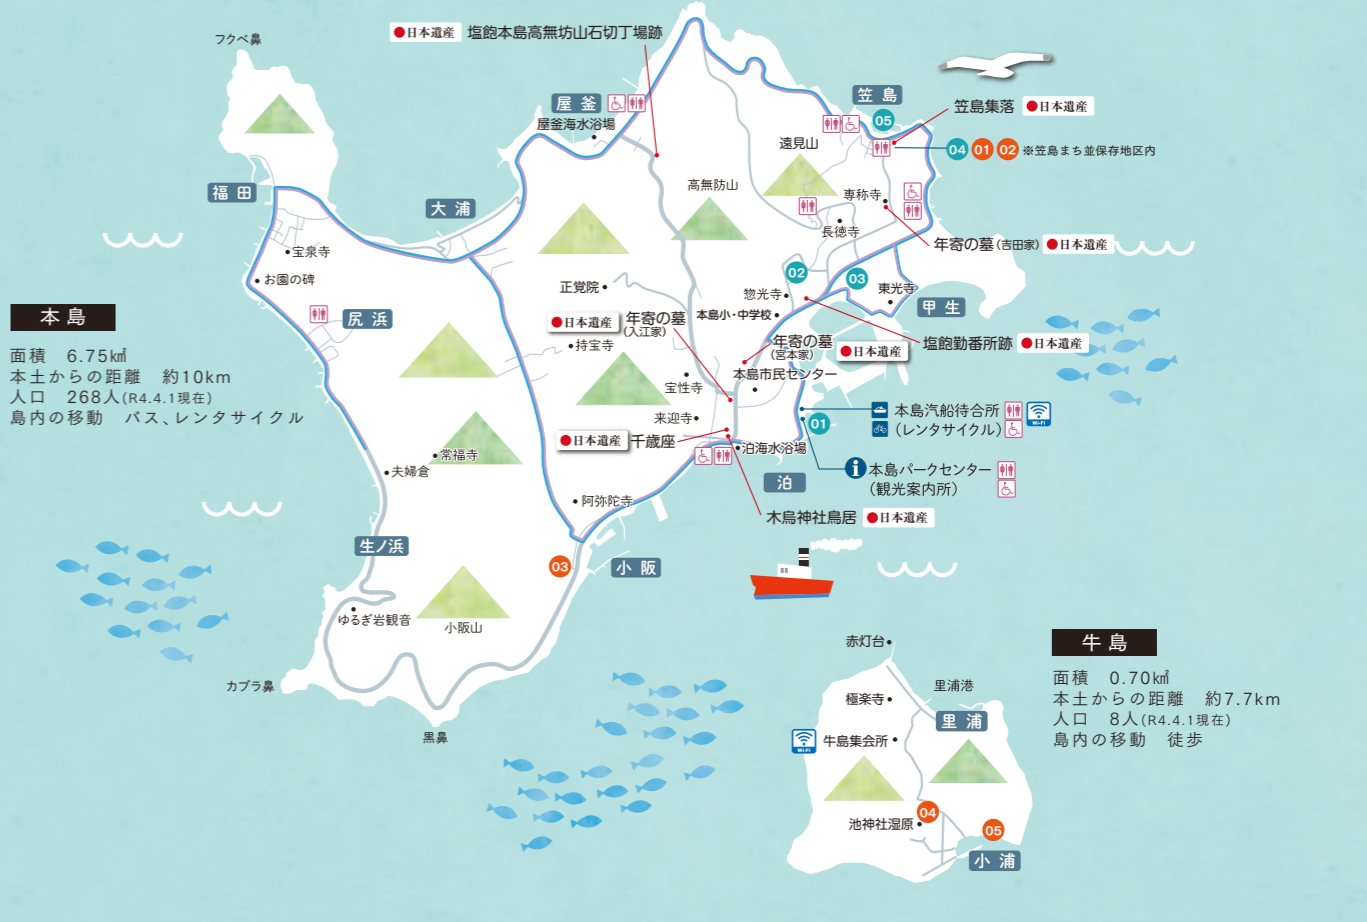 フクベ鼻
●日本遺産 塩飽本島高無坊山石切丁場跡
屋釜
屋釜海水浴場
笠島
05
笠島集落 ●日本遺産
04 01 02 ※笠島まち並保存地区内
遠見山
高無防山
専称寺
長徳寺
年寄の墓(吉田家) ●日本遺産
福田
大浦
宝泉寺
お園の碑
尻浜
正覚院
02
03
惣光寺
東光寺
甲生
本島小・中学校
塩飽勤番所跡 ●日本遺産
●日本遺産 年寄の墓
(入江家)
年寄の墓
(宮本家)
●日本遺産
持宝寺
本島市民センター
宝性寺
来迎寺
本島汽船待合所
Wi-Fi
(レンタサイクル)
01
●日本遺産 千歳座
泊海水浴場
泊
i 本島パークセンター
(観光案内所)
木烏神社鳥居 ●日本遺産
本島
面積 6.75㎢
本土からの距離 約10km
人口 268人(R4.4.1現在)
島内の移動 バス、レンタサイクル
常福寺
夫婦倉
阿弥陀寺
生ノ浜
03
小阪
ゆるぎ岩観音
小阪山
カブラ鼻
黒鼻
牛島
面積 0.70㎢
本土からの距離 約7.7km
人口 8人(R4.4.1現在)
島内の移動 徒歩
赤灯台
里浦港
極楽寺
里浦
Wi-Fi
牛島集会所
04
池神社湿原
05
小浦